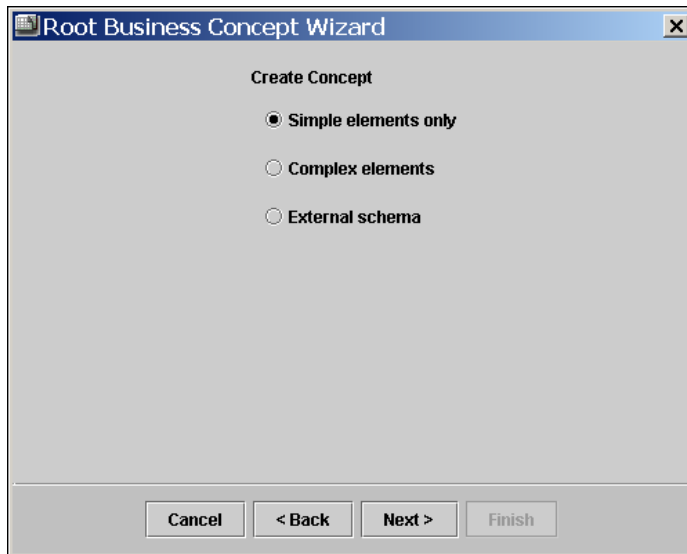 Root Business Concept Wizard
Create Concept
Simple elements only
Complex elements
External schema
Cancel < Back Next > Finish